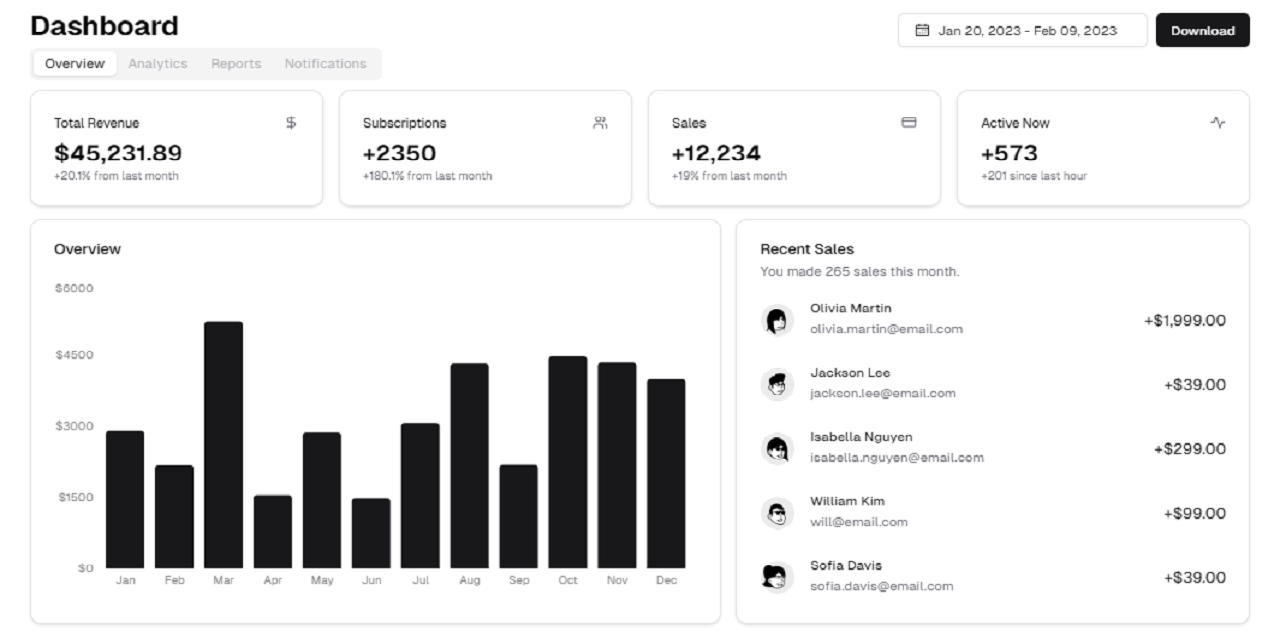 Dashboard
Jan 20, 2023 - Feb 09, 2023
Download
Overview
Analytics
Reports
Notifications
Total Revenue
$45,231.89
+20.1% from last month
Subscriptions
+2350
+180.1% from last month
Sales
+12,234
+19% from last month
Active Now
+573
+201 since last hour
Overview
$6000
$4500
$3000
$1500
$0
Jan
Feb
Mar
Apr
May
Jun
Jul
Aug
Sep
Oct
Nov
Dec
Recent Sales
You made 265 sales this month.
Olivia Martin
olivia.martin@email.com
+$1,999.00
Jackson Lee
jackson.lee@email.com
+$39.00
Isabella Nguyen
isabella.nguyen@email.com
+$299.00
William Kim
will@email.com
+$99.00
Sofia Davis
sofia.davis@email.com
+$39.00